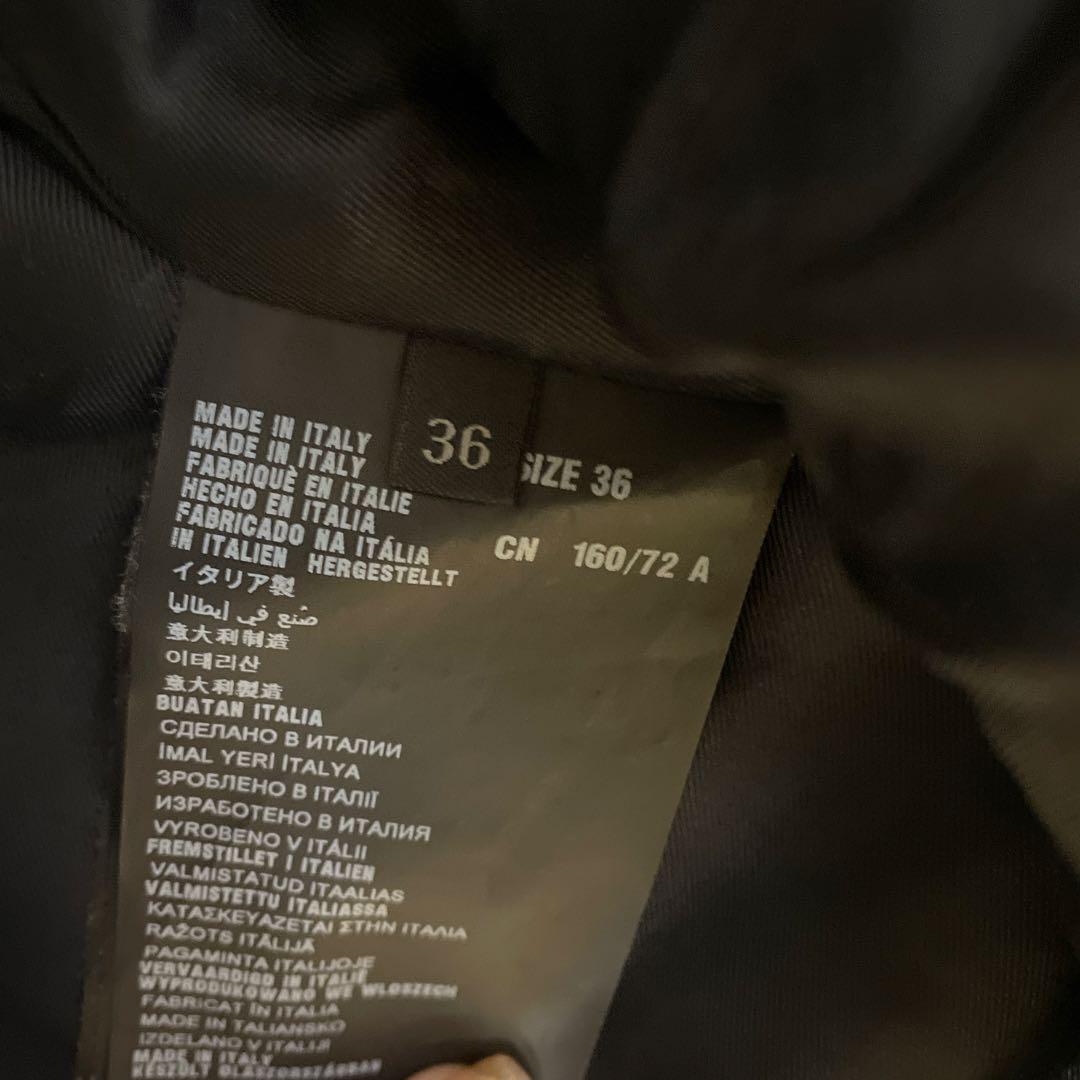 MADE IN ITALY
MADE IN ITALY
FABRIQUÈ EN ITALIE
HECHO EN ITALIA
FABRICADO NA ITÁLIA
IN ITALIEN HERGESTELLT
イタリア製
صُنع في إيطاليا
意大利制造
이태리산
意大利製造
BUATAN ITALIA
СДЕЛАНО В ИТАЛИИ
İMAL YERİ İTALYA
ЗРОБЛЕНО В ІТАЛІЇ
ИЗРАБОТЕНО В ИТАЛИЯ
VYROBENO V ITÁLII
FREMSTILLET I ITALIEN
VALMISTATUD ITAALIAS
VALMISTETTU ITALIASSA
ΚΑΤΑΣΚΕΥΑΖΕΤΑΙ ΣΤΗΝ ΙΤΑΛΙΑ
RAŽOTS ITĀLIJĀ
PAGAMINTA ITALIJOJE
VERVAARDIGD IN ITALIË
WYPRODUKOWANO WE WŁOSZECH
FABRICAT ÎN ITALIA
MADE IN TALIANSKO
IZDELANO V ITALIJI
MADE IN ITALY
KÉSZÜLT OLASZORSZÁGBAN
36
SIZE 36
CN 160/72 A